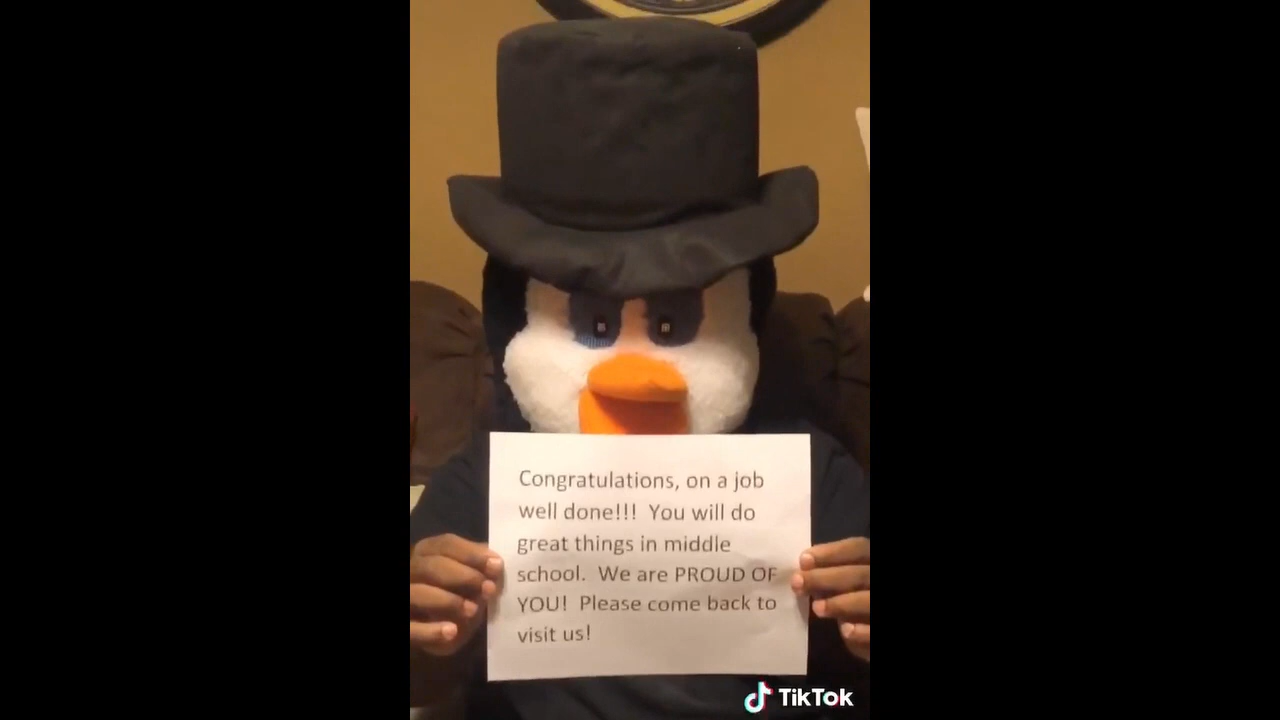 Congratulations, on a job
well done!!! You will do
great things in middle
school. We are PROUD OF
YOU! Please come back to
visit us!
TikTok